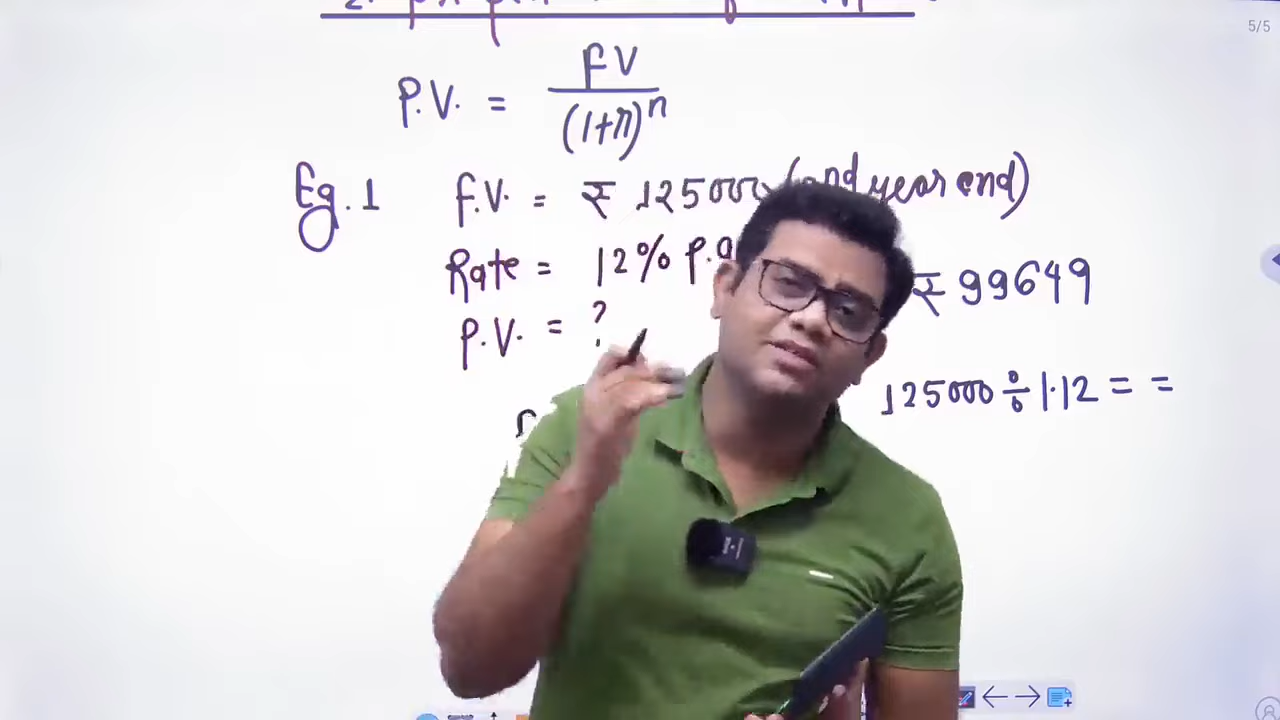 5/5
P.V. = FV / (1+r)^n
Eg. 1 F.V. = ₹ 125000 (2nd year end)
Rate = 12% p.a
₹ 99649
P.V. = ?
125000 ÷ 1.12 = =